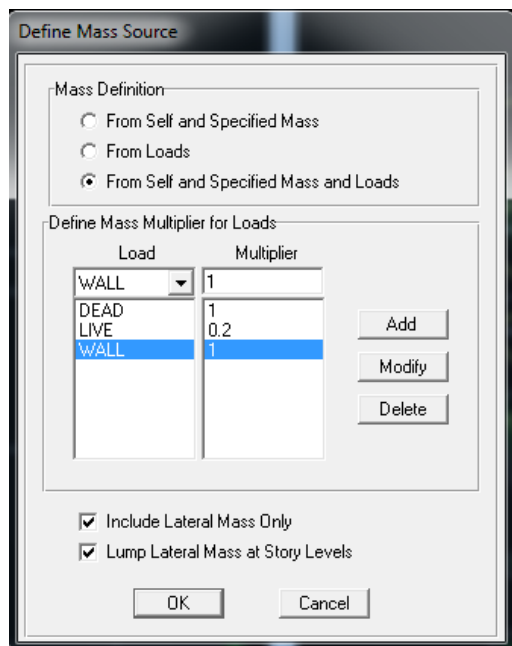 Define Mass Source
Mass Definition
From Self and Specified Mass
From Loads
From Self and Specified Mass and Loads
Define Mass Multiplier for Loads
Load Multiplier
WALL 1
DEAD 1
LIVE 0.2
WALL 1
Add
Modify
Delete
Include Lateral Mass Only
Lump Lateral Mass at Story Levels
OK Cancel